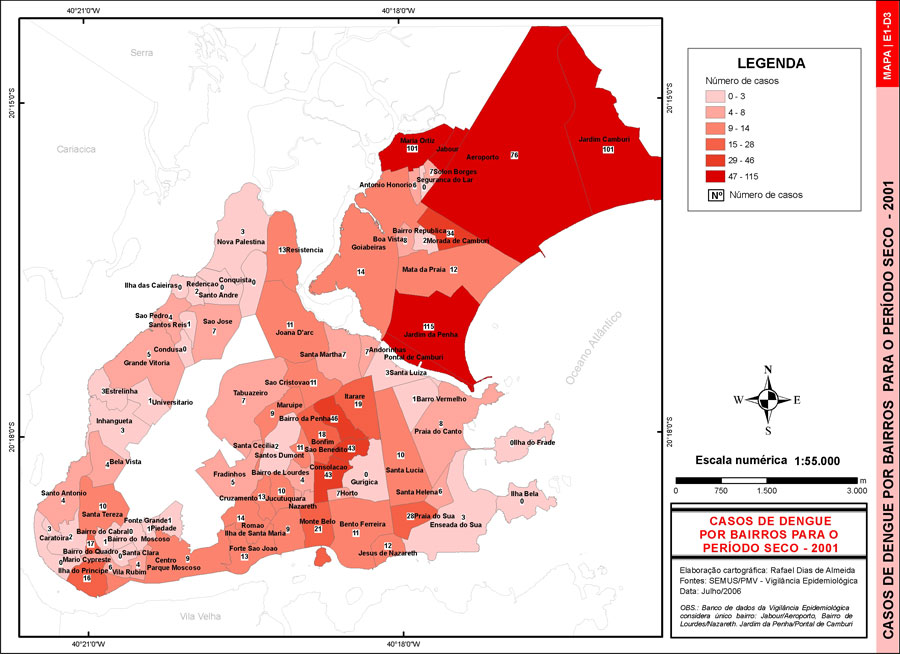 40°21'0"W
40°18'0"W
MAPA | E1-D3
CASOS DE DENGUE POR BAIRROS PARA O PERÍODO SECO - 2001
20°15'0"S
20°15'0"S
20°18'0"S
20°18'0"S
Serra
Cariacica
Vila Velha
Oceano Atlântico
LEGENDA
Número de casos
0 - 3
4 - 8
9 - 14
15 - 28
29 - 46
47 - 115
Nº Número de casos
Maria Ortiz
101
Jabour
Aeroporto
76
Jardim Camburi
101
7 Solon Borges
Segurança do Lar
0
Antonio Honorio 6
Bairro Republica
34
Boa Vista
2 Morada de Camburi
Goiabeiras
14
Mata da Praia 12
115
Jardim da Penha
Pontal de Camburi
3
Nova Palestina
13 Resistencia
Ilha das Caieiras 0
Redencao
2
Conquista
0
0
Santo Andre
Sao Pedro 4
Santos Reis 1
Sao Jose
7
Condusa 0
5
Grande Vitoria
11
Joana D'arc
Santa Martha 7
7 Andorinhas
3 Santa Luiza
3 Estrelinha
1 Universitario
Inhangueta
3
Bela Vista
4
Sao Cristovao 11
Tabuazeiro
7
Maruipe
9
Itarare
19
Bairro da Penha 46
18
Bonfim
Sao Benedito 43
1 Barro Vermelho
8
Praia do Canto
0 Ilha do Frade
Santa Cecilia 2
Santos Dumont
11
Consolacao
43
0
Gurigica
7 Horto
10
Santa Lucia
Fradinhos
5
Bairro de Lourdes
4
Cruzamento 13
10
Jucutuquara
Nazareth
Santa Helena 6
Ilha Bela
0
Santo Antonio
4
10
Santa Tereza
14
Romao
Ilha de Santa Maria 9
Monte Belo
21
Bento Ferreira
11
28 Praia do Sua
3
Enseada do Sua
3
Caratoira 2
Bairro do Cabral 0
Fonte Grande 1
1 Piedade
1 Bairro do Moscoso
17
Bairro do Quadro
0 Santa Clara
0 Mario Cypreste
Ilha do Principe 6
16
4
Vila Rubim
Centro
9
Parque Moscoso
Forte Sao Joao
13
12
Jesus de Nazareth
N
W E
S
Escala numérica 1:55.000
0 750 1.500 3.000
m
CASOS DE DENGUE
POR BAIRROS PARA O
PERÍODO SECO - 2001
Elaboração cartográfica: Rafael Dias de Almeida
Fontes: SEMUS/PMV - Vigilância Epidemiológica
Data: Julho/2006
OBS.: Banco de dados da Vigilância Epidemiológica
considera único bairro: Jabour/Aeroporto, Bairro de
Lourdes/Nazareth. Jardim da Penha/Pontal de Camburi
40°21'0"W
40°18'0"W